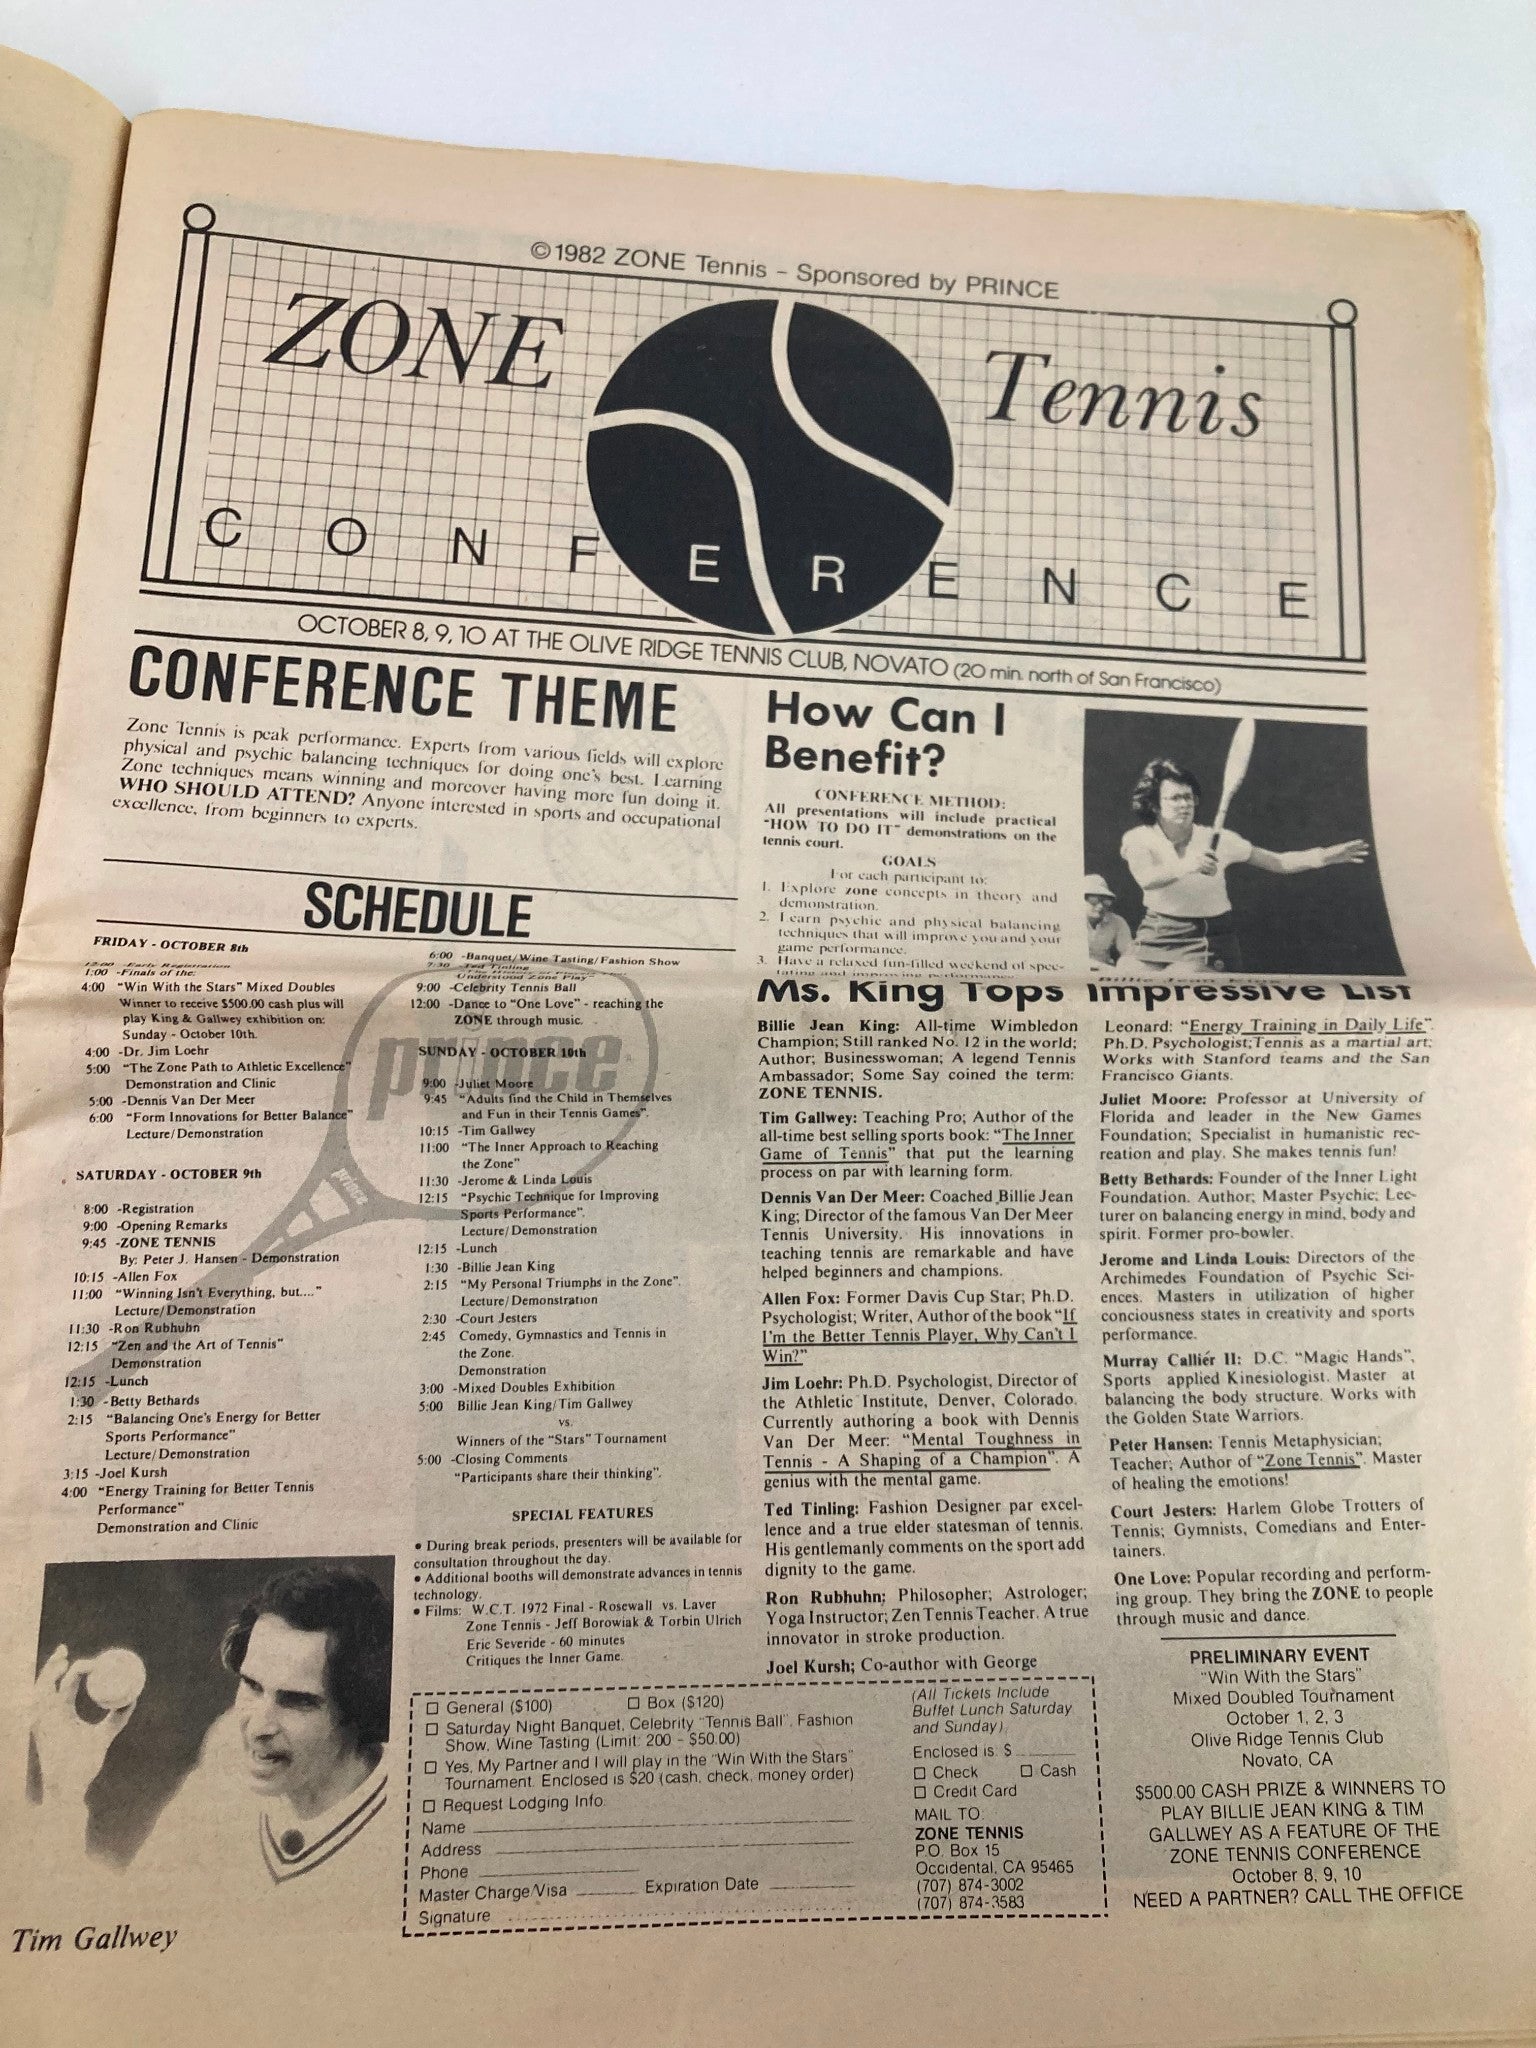 ©1982 ZONE Tennis – Sponsored by PRINCE
ZONE Tennis
CONFERENCE
OCTOBER 8, 9, 10 AT THE OLIVE RIDGE TENNIS CLUB, NOVATO (20 min. north of San Francisco)
CONFERENCE THEME
Zone Tennis is peak performance. Experts from various fields will explore
physical and psychic balancing techniques for doing one's best. Learning
Zone techniques means winning and moreover having more fun doing it.
WHO SHOULD ATTEND? Anyone interested in sports and occupational
excellence, from beginners to experts.
SCHEDULE
FRIDAY - OCTOBER 8th
12:00 -Early Registration
1:00 -Finals of the:
4:00 "Win With the Stars" Mixed Doubles
Winner to receive $500.00 cash plus will
play King & Gallwey exhibition on:
Sunday - October 10th.
4:00 -Dr. Jim Loehr
5:00 "The Zone Path to Athletic Excellence"
Demonstration and Clinic
5:00 -Dennis Van Der Meer
6:00 "Form Innovations for Better Balance"
Lecture/Demonstration
SATURDAY - OCTOBER 9th
8:00 -Registration
9:00 -Opening Remarks
9:45 -ZONE TENNIS
By: Peter J. Hansen - Demonstration
10:15 -Allen Fox
11:00 "Winning Isn't Everything, but...."
Lecture/Demonstration
11:30 -Ron Rubhuhn
12:15 "Zen and the Art of Tennis"
Demonstration
12:15 -Lunch
1:30 -Betty Bethards
2:15 "Balancing One's Energy for Better
Sports Performance"
Lecture/Demonstration
3:15 -Joel Kursh
4:00 "Energy Training for Better Tennis
Performance"
Demonstration and Clinic
6:00 -Banquet/Wine Tasting/Fashion Show
7:30 -Ted Tinling
Understood Zone Play"
9:00 -Celebrity Tennis Ball
12:00 -Dance to "One Love" - reaching the
ZONE through music.
prince
prince
SUNDAY - OCTOBER 10th
9:00 -Juliet Moore
9:45 "Adults find the Child in Themselves
and Fun in their Tennis Games".
10:15 -Tim Gallwey
11:00 "The Inner Approach to Reaching
the Zone"
11:30 -Jerome & Linda Louis
12:15 "Psychic Technique for Improving
Sports Performance".
Lecture/Demonstration
12:15 -Lunch
1:30 -Billie Jean King
2:15 "My Personal Triumphs in the Zone".
Lecture/Demonstration
2:30 -Court Jesters
2:45 Comedy, Gymnastics and Tennis in
the Zone.
Demonstration
3:00 -Mixed Doubles Exhibition
5:00 Billie Jean King/Tim Gallwey
vs.
Winners of the "Stars" Tournament
5:00 -Closing Comments
"Participants share their thinking".
SPECIAL FEATURES
• During break periods, presenters will be available for
consultation throughout the day.
• Additional booths will demonstrate advances in tennis
technology.
• Films: W.C.T. 1972 Final - Rosewall vs. Laver
Zone Tennis - Jeff Borowiak & Torbin Ulrich
Eric Severide - 60 minutes
Critiques the Inner Game.
How Can I
Benefit?
CONFERENCE METHOD:
All presentations will include practical
"HOW TO DO IT" demonstrations on the
tennis court.
GOALS
For each participant to:
1. Explore zone concepts in theory and
demonstration.
2. Learn psychic and physical balancing
techniques that will improve you and your
game performance.
3. Have a relaxed fun-filled weekend of spec-
tating and improving performance.
Billie Jean King
Ms. King Tops Impressive List
Billie Jean King: All-time Wimbledon
Champion; Still ranked No. 12 in the world;
Author; Businesswoman; A legend Tennis
Ambassador; Some Say coined the term:
ZONE TENNIS.
Tim Gallwey: Teaching Pro; Author of the
all-time best selling sports book: "The Inner
Game of Tennis" that put the learning
process on par with learning form.
Dennis Van Der Meer: Coached Billie Jean
King; Director of the famous Van Der Meer
Tennis University. His innovations in
teaching tennis are remarkable and have
helped beginners and champions.
Allen Fox: Former Davis Cup Star; Ph.D.
Psychologist; Writer, Author of the book "If
I'm the Better Tennis Player, Why Can't I
Win?"
Jim Loehr: Ph.D. Psychologist, Director of
the Athletic Institute, Denver, Colorado.
Currently authoring a book with Dennis
Van Der Meer: "Mental Toughness in
Tennis - A Shaping of a Champion". A
genius with the mental game.
Ted Tinling: Fashion Designer par excel-
lence and a true elder statesman of tennis.
His gentlemanly comments on the sport add
dignity to the game.
Ron Rubhuhn: Philosopher; Astrologer;
Yoga Instructor; Zen Tennis Teacher. A true
innovator in stroke production.
Joel Kursh; Co-author with George
Leonard: "Energy Training in Daily Life".
Ph.D. Psychologist;Tennis as a martial art;
Works with Stanford teams and the San
Francisco Giants.
Juliet Moore: Professor at University of
Florida and leader in the New Games
Foundation; Specialist in humanistic rec-
reation and play. She makes tennis fun!
Betty Bethards: Founder of the Inner Light
Foundation. Author; Master Psychic; Lec-
turer on balancing energy in mind, body and
spirit. Former pro-bowler.
Jerome and Linda Louis: Directors of the
Archimedes Foundation of Psychic Sci-
ences. Masters in utilization of higher
conciousness states in creativity and sports
performance.
Murray Calliér II: D.C. "Magic Hands",
Sports applied Kinesiologist. Master at
balancing the body structure. Works with
the Golden State Warriors.
Peter Hansen: Tennis Metaphysician;
Teacher; Author of "Zone Tennis". Master
of healing the emotions!
Court Jesters: Harlem Globe Trotters of
Tennis; Gymnists, Comedians and Enter-
tainers.
One Love: Popular recording and perform-
ing group. They bring the ZONE to people
through music and dance.
PRELIMINARY EVENT
"Win With the Stars"
Mixed Doubled Tournament
October 1, 2, 3
Olive Ridge Tennis Club
Novato, CA
$500.00 CASH PRIZE & WINNERS TO
PLAY BILLIE JEAN KING & TIM
GALLWEY AS A FEATURE OF THE
ZONE TENNIS CONFERENCE
October 8, 9, 10
NEED A PARTNER? CALL THE OFFICE
General ($100) Box ($120)
Saturday Night Banquet, Celebrity "Tennis Ball", Fashion
Show, Wine Tasting (Limit: 200 - $50.00)
Yes, My Partner and I will play in the "Win With the Stars"
Tournament. Enclosed is $20 (cash, check, money order)
Request Lodging Info.
Name
Address
Phone
Master Charge/Visa Expiration Date
Signature
(All Tickets Include
Buffet Lunch Saturday
and Sunday)
Enclosed is: $
Check Cash
Credit Card
MAIL TO:
ZONE TENNIS
P.O. Box 15
Occidental, CA 95465
(707) 874-3002
(707) 874-3583
Tim Gallwey